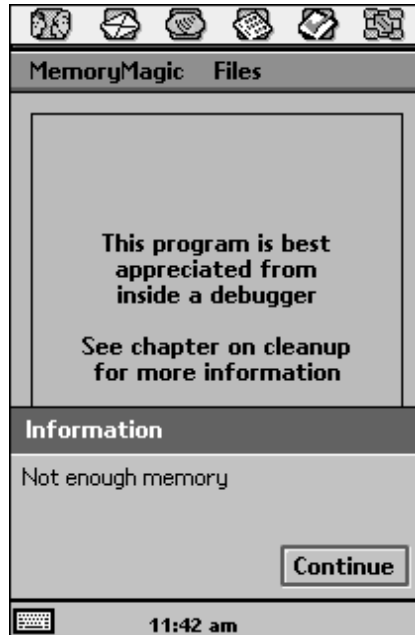 MemoryMagic Files
This program is best
appreciated from
inside a debugger
See chapter on cleanup
for more information
Information
Not enough memory
Continue
11:42 am